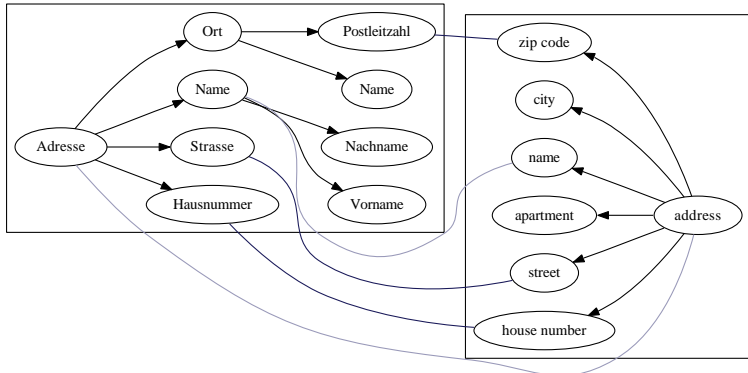 Ort
Postleitzahl
Name
Name
Adresse
Strasse
Nachname
Hausnummer
Vorname
zip code
city
name
apartment
address
street
house number